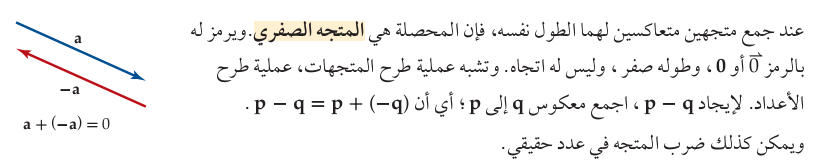 عند جمع متجهين متعاكسين لهما الطول نفسه، فإن المحصلة هي المتجه الصفري. ويرمز له
بالرمز 0⃗ أو 0، وطوله صفر، وليس له اتجاه. وتشبه عملية طرح المتجهات، عملية طرح
الأعداد. لإيجاد p − q ، اجمع معكوس q إلى p ؛ أي أن p − q = p + (−q) .
ويمكن كذلك ضرب المتجه في عدد حقيقي.
a
−a
a + (−a) = 0